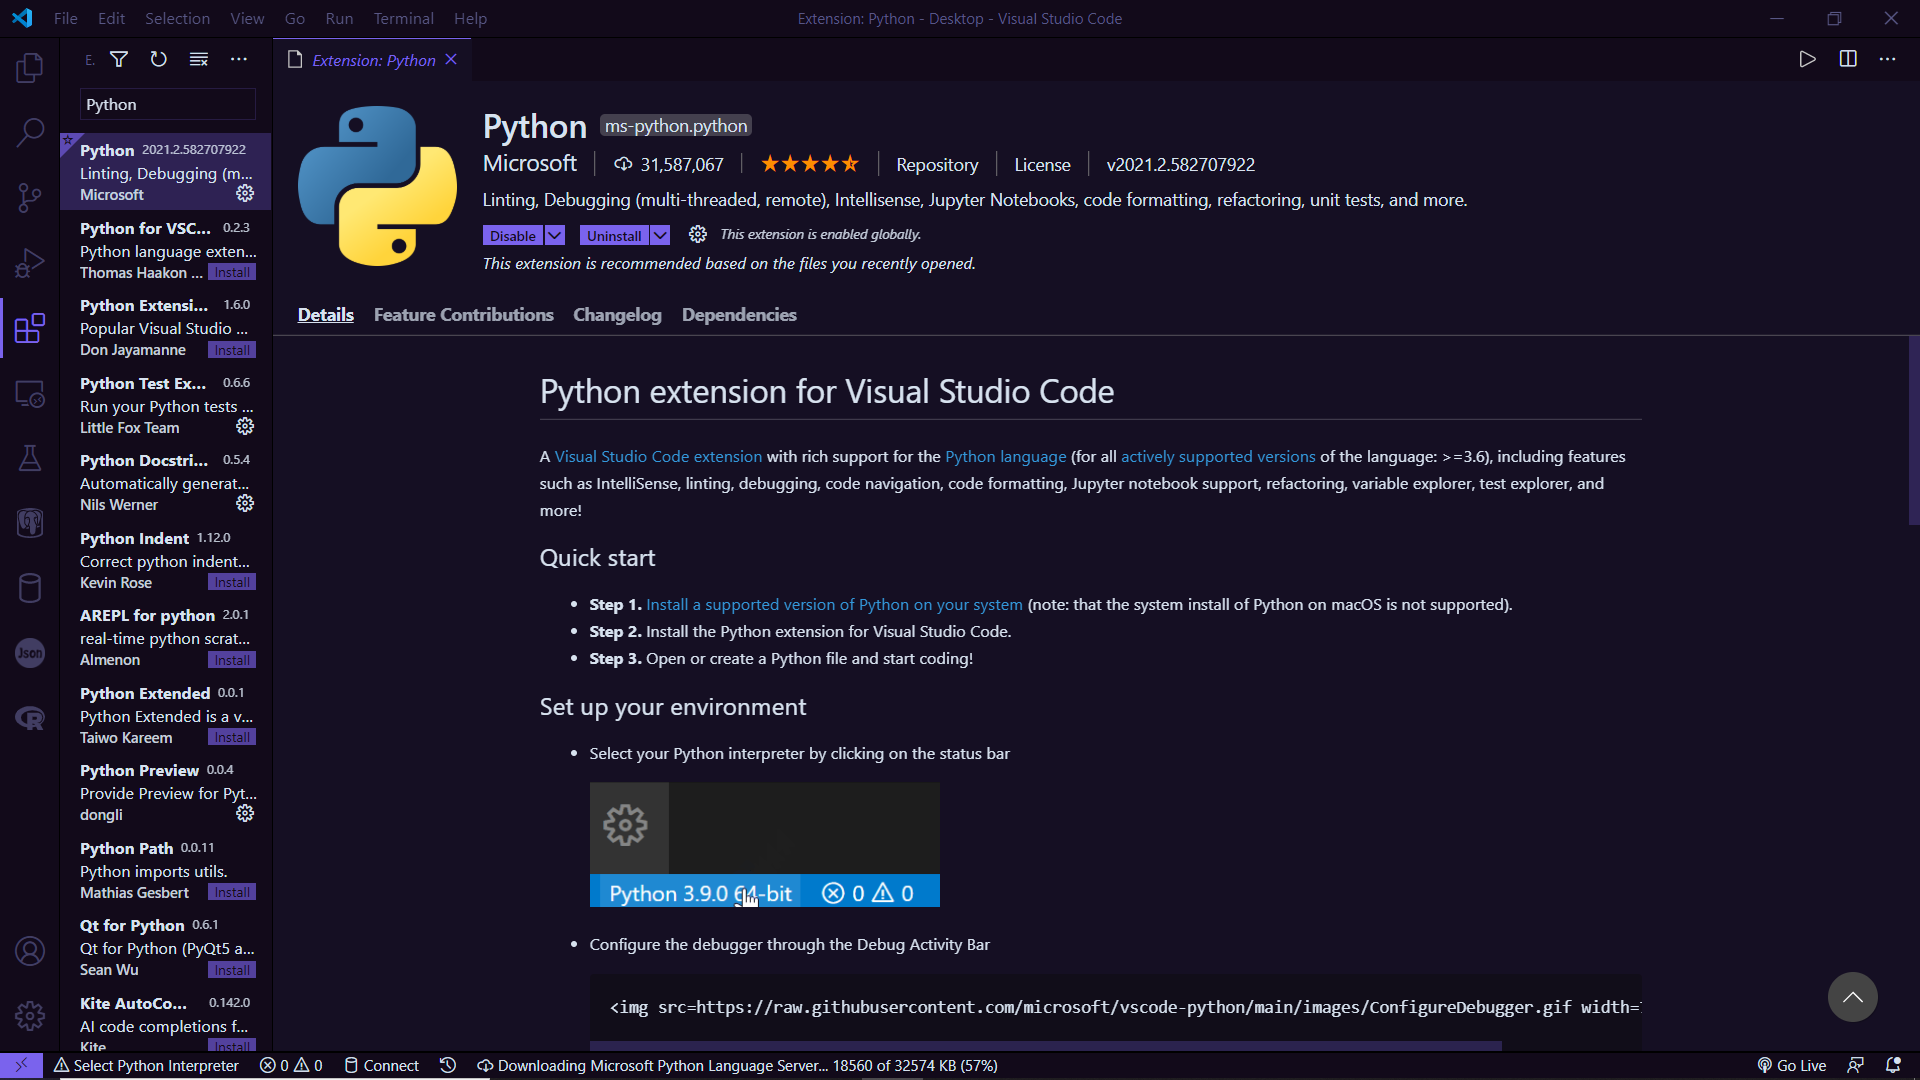 File Edit Selection View Go Run Terminal Help
Extension: Python - Desktop - Visual Studio Code
E.
Extension: Python
Python
Python 2021.2.582707922
Linting, Debugging (m...
Microsoft
Python for VSC... 0.2.3
Python language exten...
Thomas Haakon ... Install
Python Extensi... 1.6.0
Popular Visual Studio ...
Don Jayamanne Install
Python Test Ex... 0.6.6
Run your Python tests ...
Little Fox Team
Python Docstri... 0.5.4
Automatically generat...
Nils Werner
Python Indent 1.12.0
Correct python indent...
Kevin Rose Install
AREPL for python 2.0.1
real-time python scrat...
Almenon Install
Python Extended 0.0.1
Python Extended is a v...
Taiwo Kareem Install
Python Preview 0.0.4
Provide Preview for Pyt...
dongli
Python Path 0.0.11
Python imports utils.
Mathias Gesbert Install
Qt for Python 0.6.1
Qt for Python (PyQt5 a...
Sean Wu Install
Kite AutoCo... 0.142.0
AI code completions f...
Kite Install
Json
R
Python ms-python.python
Microsoft 31,587,067 Repository License v2021.2.582707922
Linting, Debugging (multi-threaded, remote), Intellisense, Jupyter Notebooks, code formatting, refactoring, unit tests, and more.
Disable Uninstall This extension is enabled globally.
This extension is recommended based on the files you recently opened.
Details Feature Contributions Changelog Dependencies
Python extension for Visual Studio Code
A Visual Studio Code extension with rich support for the Python language (for all actively supported versions of the language: >=3.6), including features
such as IntelliSense, linting, debugging, code navigation, code formatting, Jupyter notebook support, refactoring, variable explorer, test explorer, and
more!
Quick start
• Step 1. Install a supported version of Python on your system (note: that the system install of Python on macOS is not supported).
• Step 2. Install the Python extension for Visual Studio Code.
• Step 3. Open or create a Python file and start coding!
Set up your environment
• Select your Python interpreter by clicking on the status bar
Python 3.9.0 64-bit 0 0
• Configure the debugger through the Debug Activity Bar
<img src=https://raw.githubusercontent.com/microsoft/vscode-python/main/images/ConfigureDebugger.gif width=
Select Python Interpreter 0 0 Connect Downloading Microsoft Python Language Server... 18560 of 32574 KB (57%) Go Live